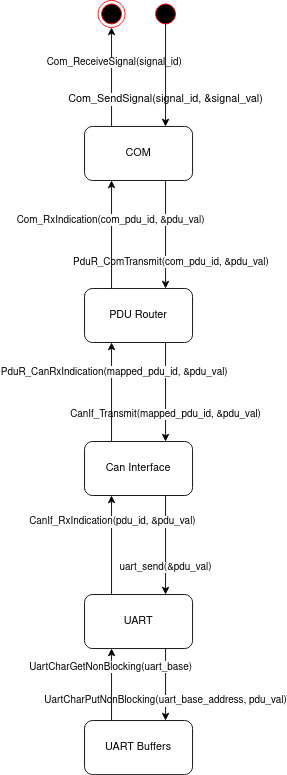 Com_ReceiveSignal(signal_id)
Com_SendSignal(signal_id, &signal_val)
COM
Com_RxIndication(com_pdu_id, &pdu_val)
PduR_ComTransmit(com_pdu_id, &pdu_val)
PDU Router
PduR_CanRxIndication(mapped_pdu_id, &pdu_val)
CanIf_Transmit(mapped_pdu_id, &pdu_val)
Can Interface
CanIf_RxIndication(pdu_id, &pdu_val)
uart_send(&pdu_val)
UART
UartCharGetNonBlocking(uart_base)
UartCharPutNonBlocking(uart_base_address, pdu_val)
UART Buffers